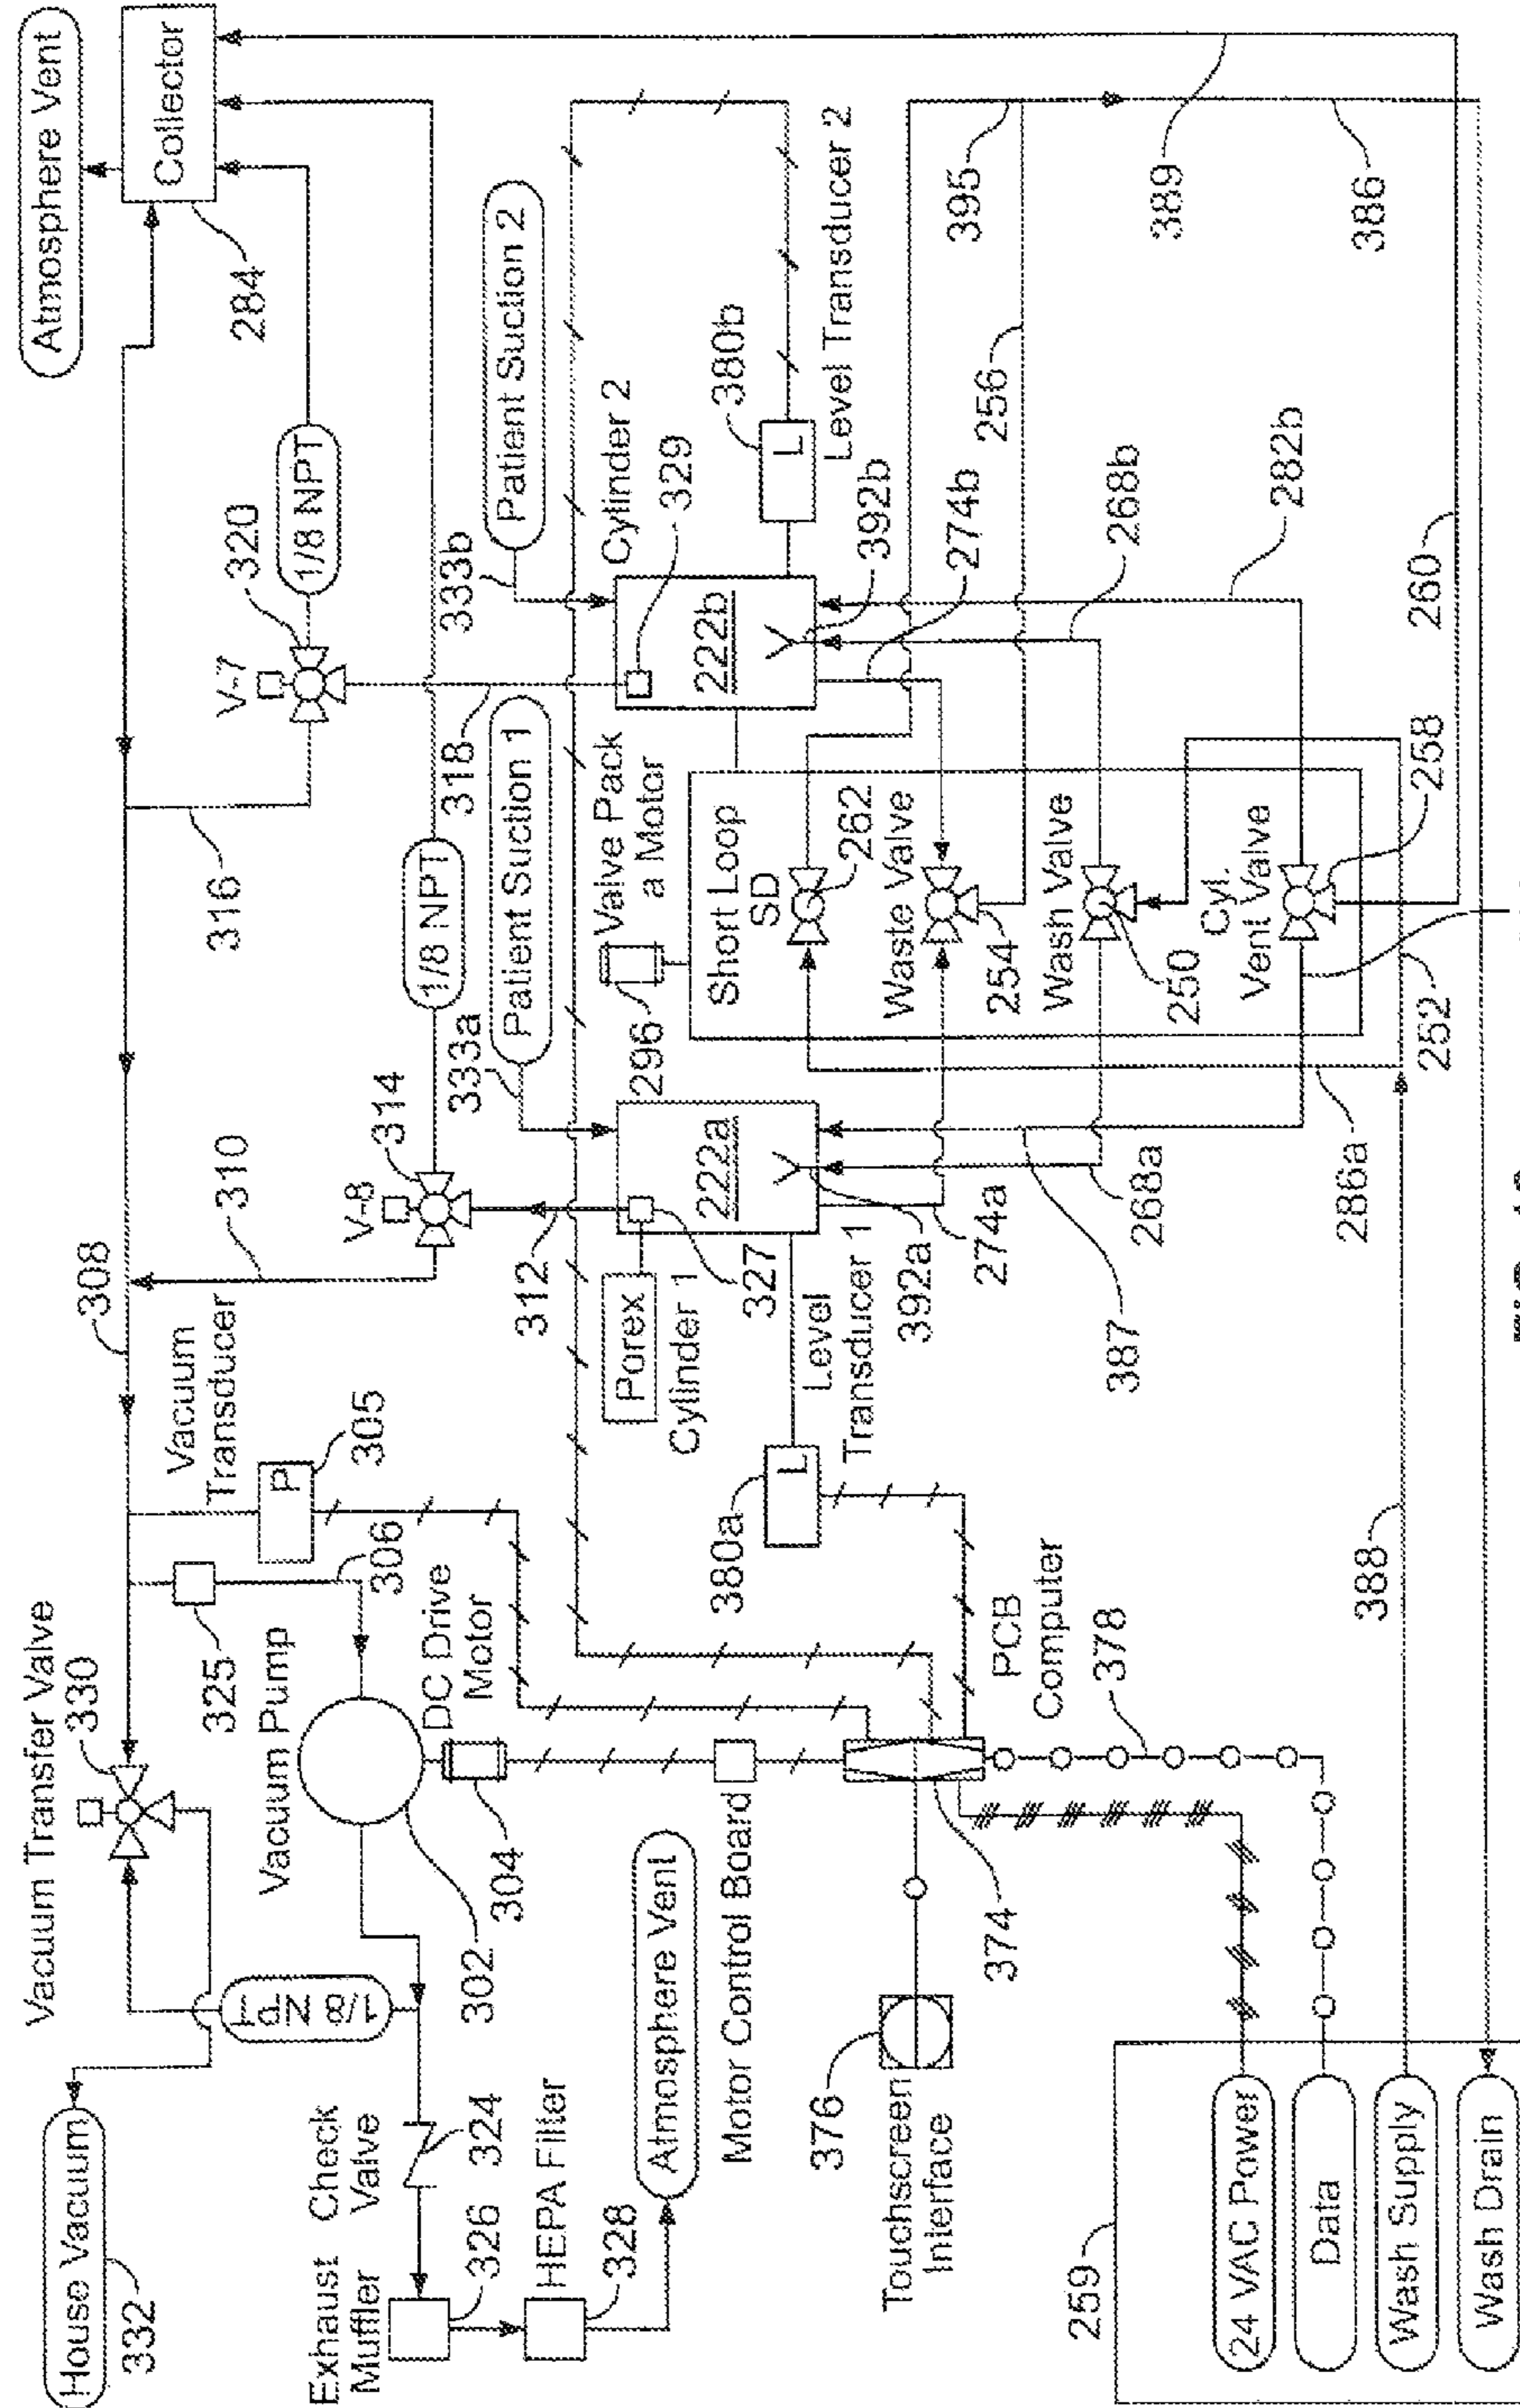 House Vacuum
332
Vacuum Transfer Valve
330
325
306
Vacuum
Transducer
305
308
310
V-8
314
316
V-7
320
1/8 NPT
284
Collector
Atmosphere Vent
1/8 NPT
Vacuum Pump
302
DC Drive
Motor
304
Exhaust
Muffler
326
Check
Valve
324
HEPA Filter
328
Atmosphere Vent
Motor Control Board
P
1/8 NPT
318
312
Porex
Cylinder 1
327
222a
333a
Patient Suction 1
296
Valve Pack
a Motor
333b
Patient Suction 2
Cylinder 2
329
222b
380b
L
Level Transducer 2
392b
274b
268b
282b
256
395
389
386
260
Short Loop
SD
262
Waste Valve
254
Wash Valve
250
Cyl.
Vent Valve
258
252
286a
268a
274a
392a
387
Level
Transducer 1
380a
L
PCB
Computer
378
388
374
376
Touchscreen
Interface
259
24 VAC Power
Data
Wash Supply
Wash Drain